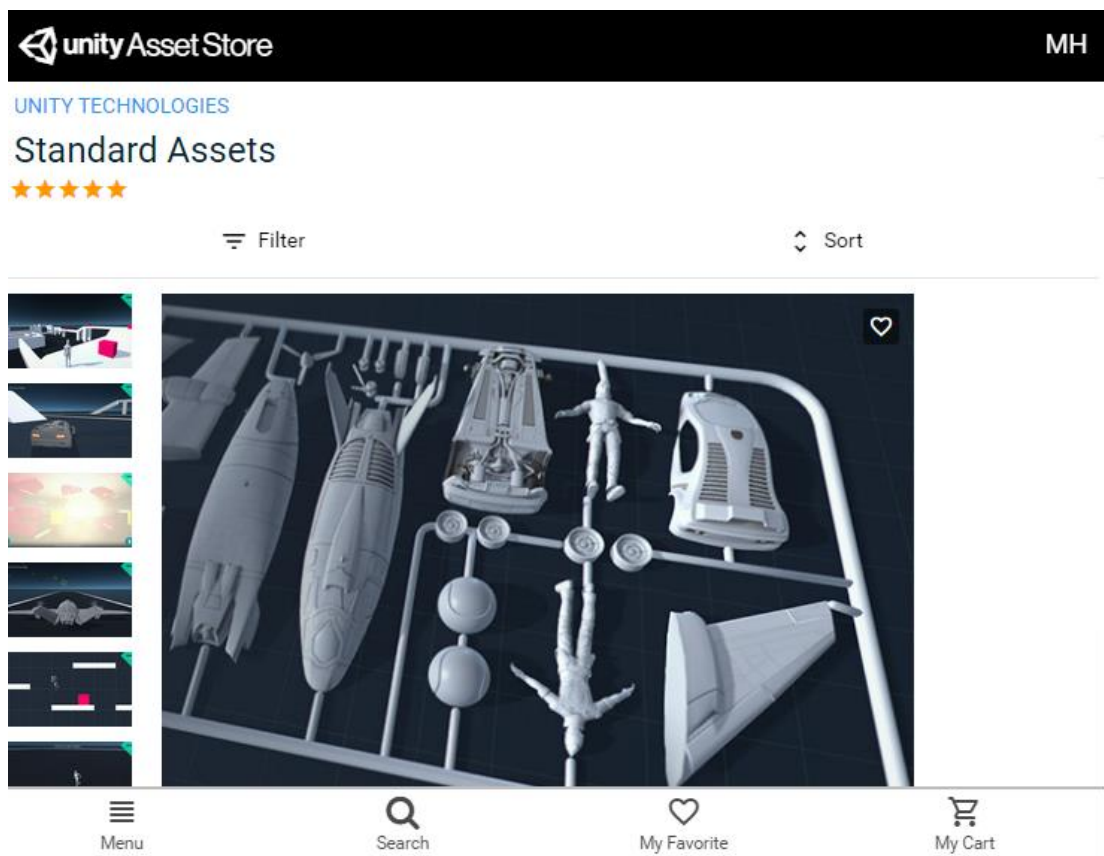 unity Asset Store
MH
UNITY TECHNOLOGIES
Standard Assets
Filter
Sort
Menu
Search
My Favorite
My Cart